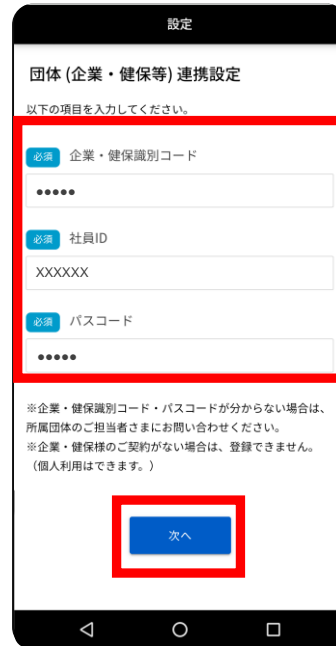 設定
団体 (企業・健保等) 連携設定
以下の項目を入力してください。
必須 企業・健保識別コード
●●●●●
必須 社員ID
XXXXXX
必須 パスコード
●●●●●
※企業・健保識別コード・パスコードが分からない場合は、
所属団体のご担当者さまにお問い合わせください。
※企業・健保様のご契約がない場合は、登録できません。
（個人利用はできます。）
次へ